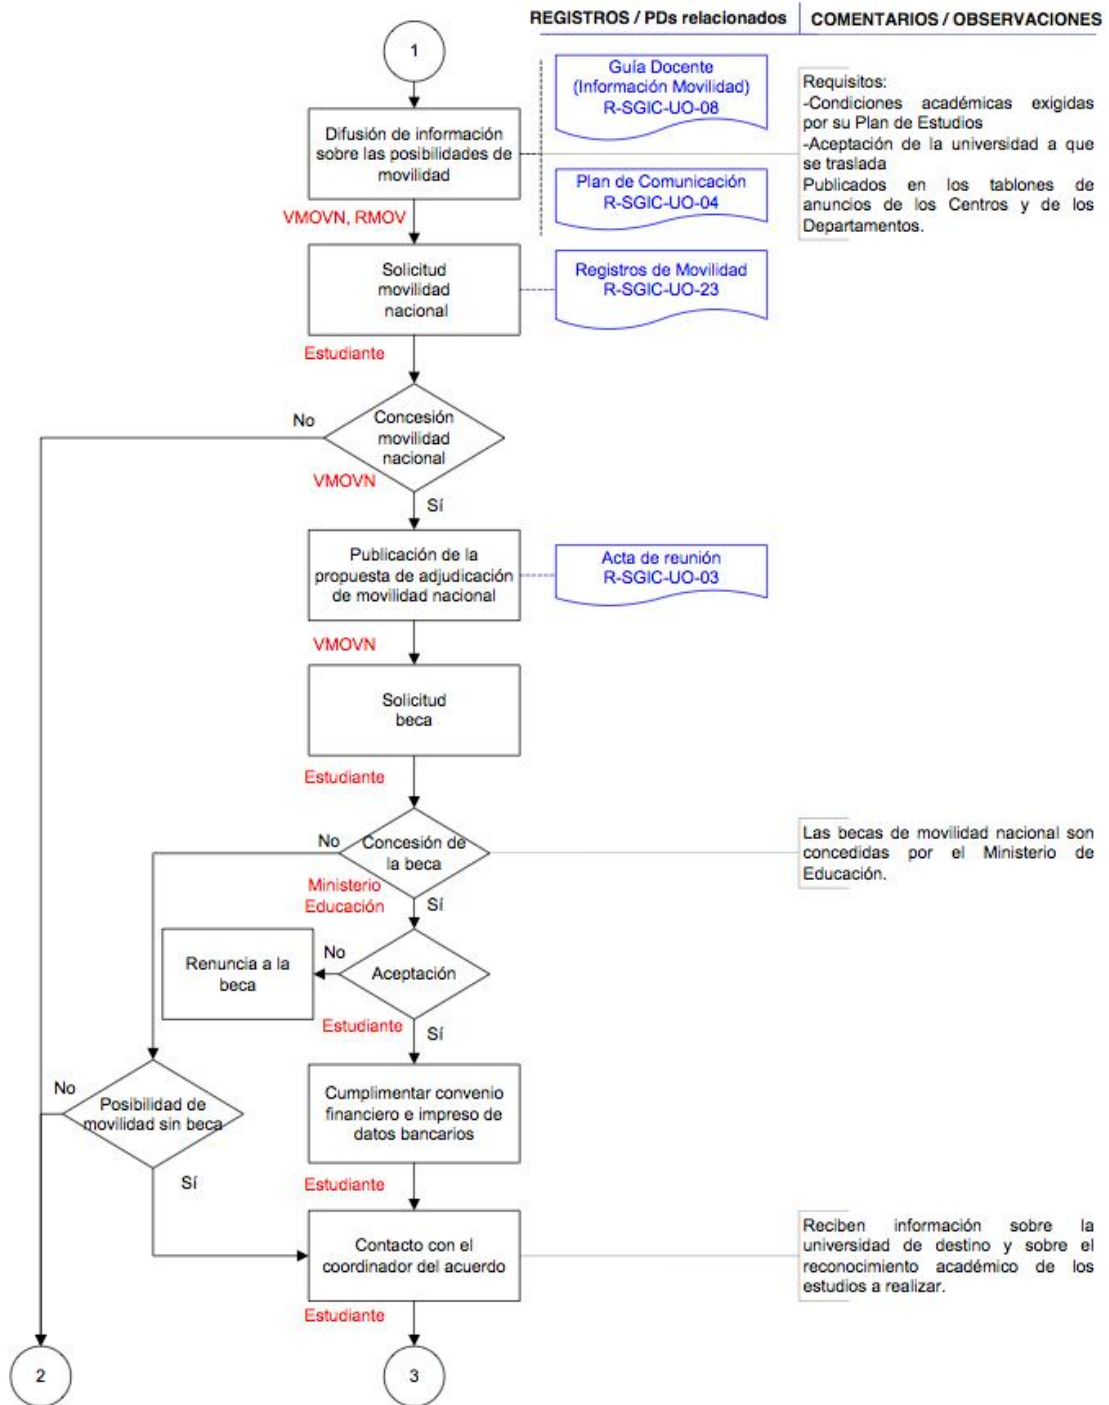 REGISTROS / PDs relacionados
COMENTARIOS / OBSERVACIONES
1
Difusión de información
sobre las posibilidades de
movilidad
VMOVN, RMOV
Guía Docente
(Información Movilidad)
R-SGIC-UO-08
Plan de Comunicación
R-SGIC-UO-04
Requisitos:
-Condiciones académicas exigidas
por su Plan de Estudios
-Aceptación de la universidad a que
se traslada
Publicados en los tablones de
anuncios de los Centros y de los
Departamentos.
Solicitud
movilidad
nacional
Estudiante
Registros de Movilidad
R-SGIC-UO-23
Concesión
movilidad
nacional
No
VMOVN
Sí
Publicación de la
propuesta de adjudicación
de movilidad nacional
VMOVN
Acta de reunión
R-SGIC-UO-03
Solicitud
beca
Estudiante
Concesión de
la beca
No
Ministerio
Educación
Sí
Las becas de movilidad nacional son
concedidas por el Ministerio de
Educación.
Aceptación
No
Renuncia a la
beca
Estudiante
Sí
Posibilidad de
movilidad sin beca
No
Sí
Cumplimentar convenio
financiero e impreso de
datos bancarios
Estudiante
Contacto con el
coordinador del acuerdo
Estudiante
Reciben información sobre la
universidad de destino y sobre el
reconocimiento académico de los
estudios a realizar.
2
3